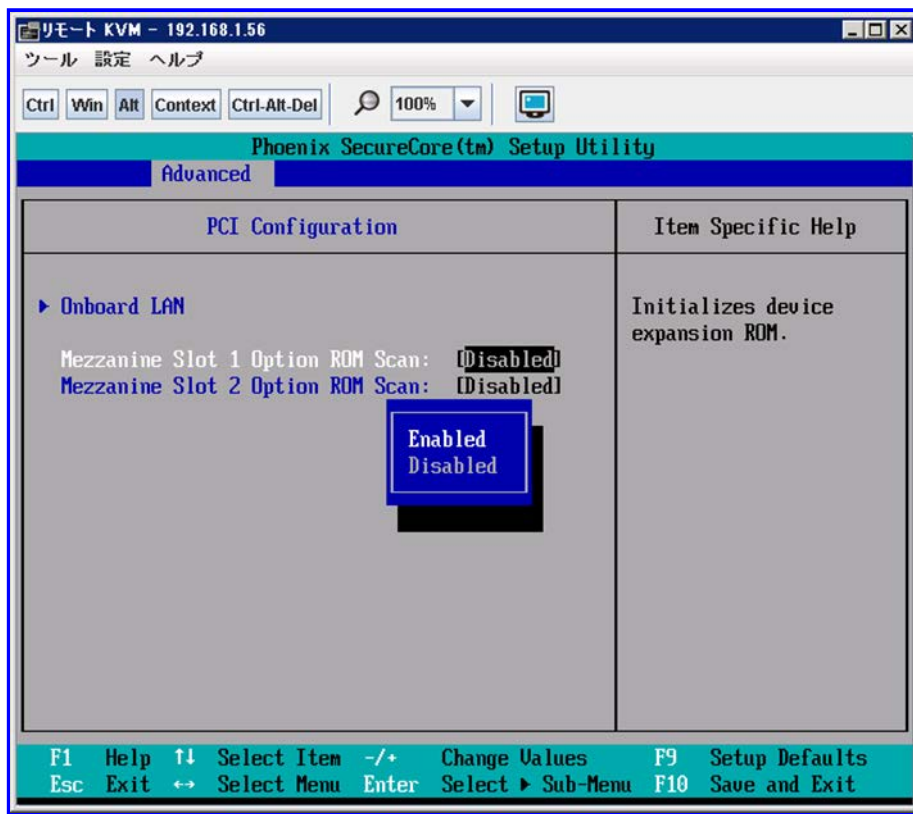 リモート KVM - 192.168.1.56
ツール 設定 ヘルプ
Ctrl Win Alt Context Ctrl-Alt-Del 100%
Phoenix SecureCore(tm) Setup Utility
Advanced
PCI Configuration
Item Specific Help
▶ Onboard LAN
Mezzanine Slot 1 Option ROM Scan: [Disabled]
Mezzanine Slot 2 Option ROM Scan: [Disabled]
Enabled
Disabled
Initializes device
expansion ROM.
F1 Help ↑↓ Select Item -/+ Change Values F9 Setup Defaults
Esc Exit ↔ Select Menu Enter Select ▶ Sub-Menu F10 Save and Exit